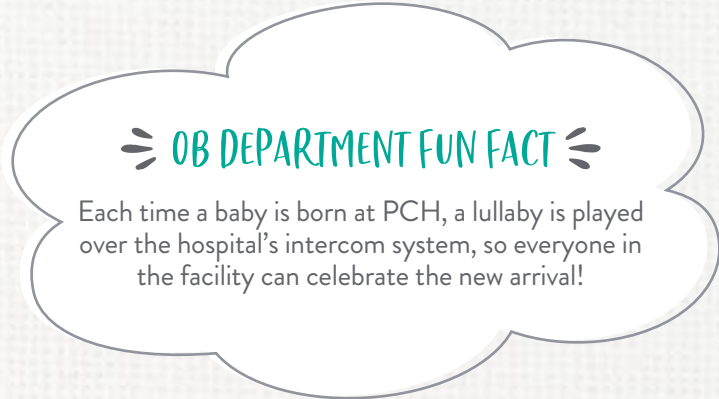 OB DEPARTMENT FUN FACT
Each time a baby is born at PCH, a lullaby is played
over the hospital's intercom system, so everyone in
the facility can celebrate the new arrival!